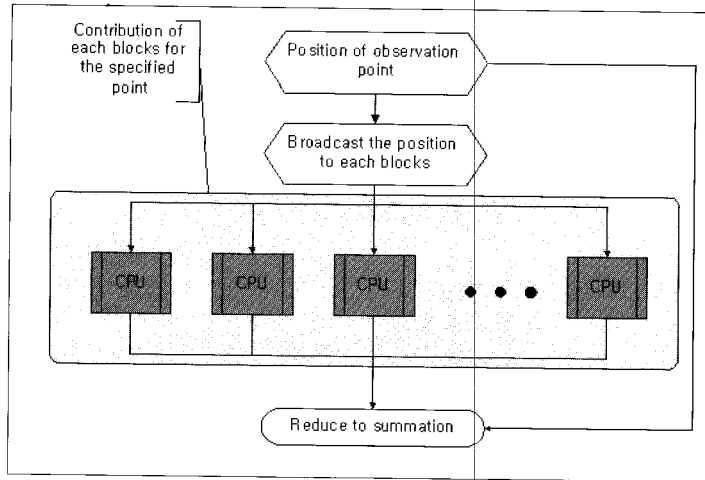 Contribution of
each blocks for
the specified
point
Position of observation
point
Broadcast the position
to each blocks
CPU
CPU
CPU
CPU
Reduce to summation